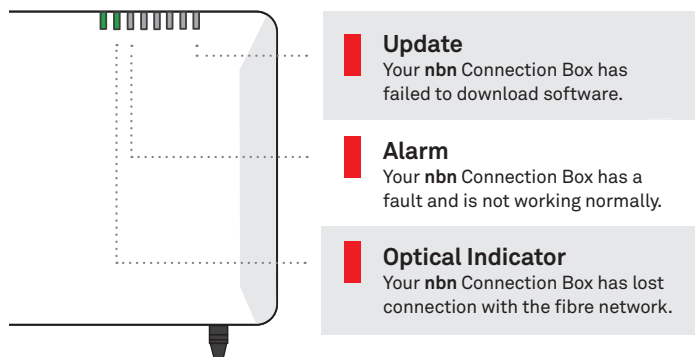 Update
Your nbn Connection Box has
failed to download software.
Alarm
Your nbn Connection Box has a
fault and is not working normally.
Optical Indicator
Your nbn Connection Box has lost
connection with the fibre network.